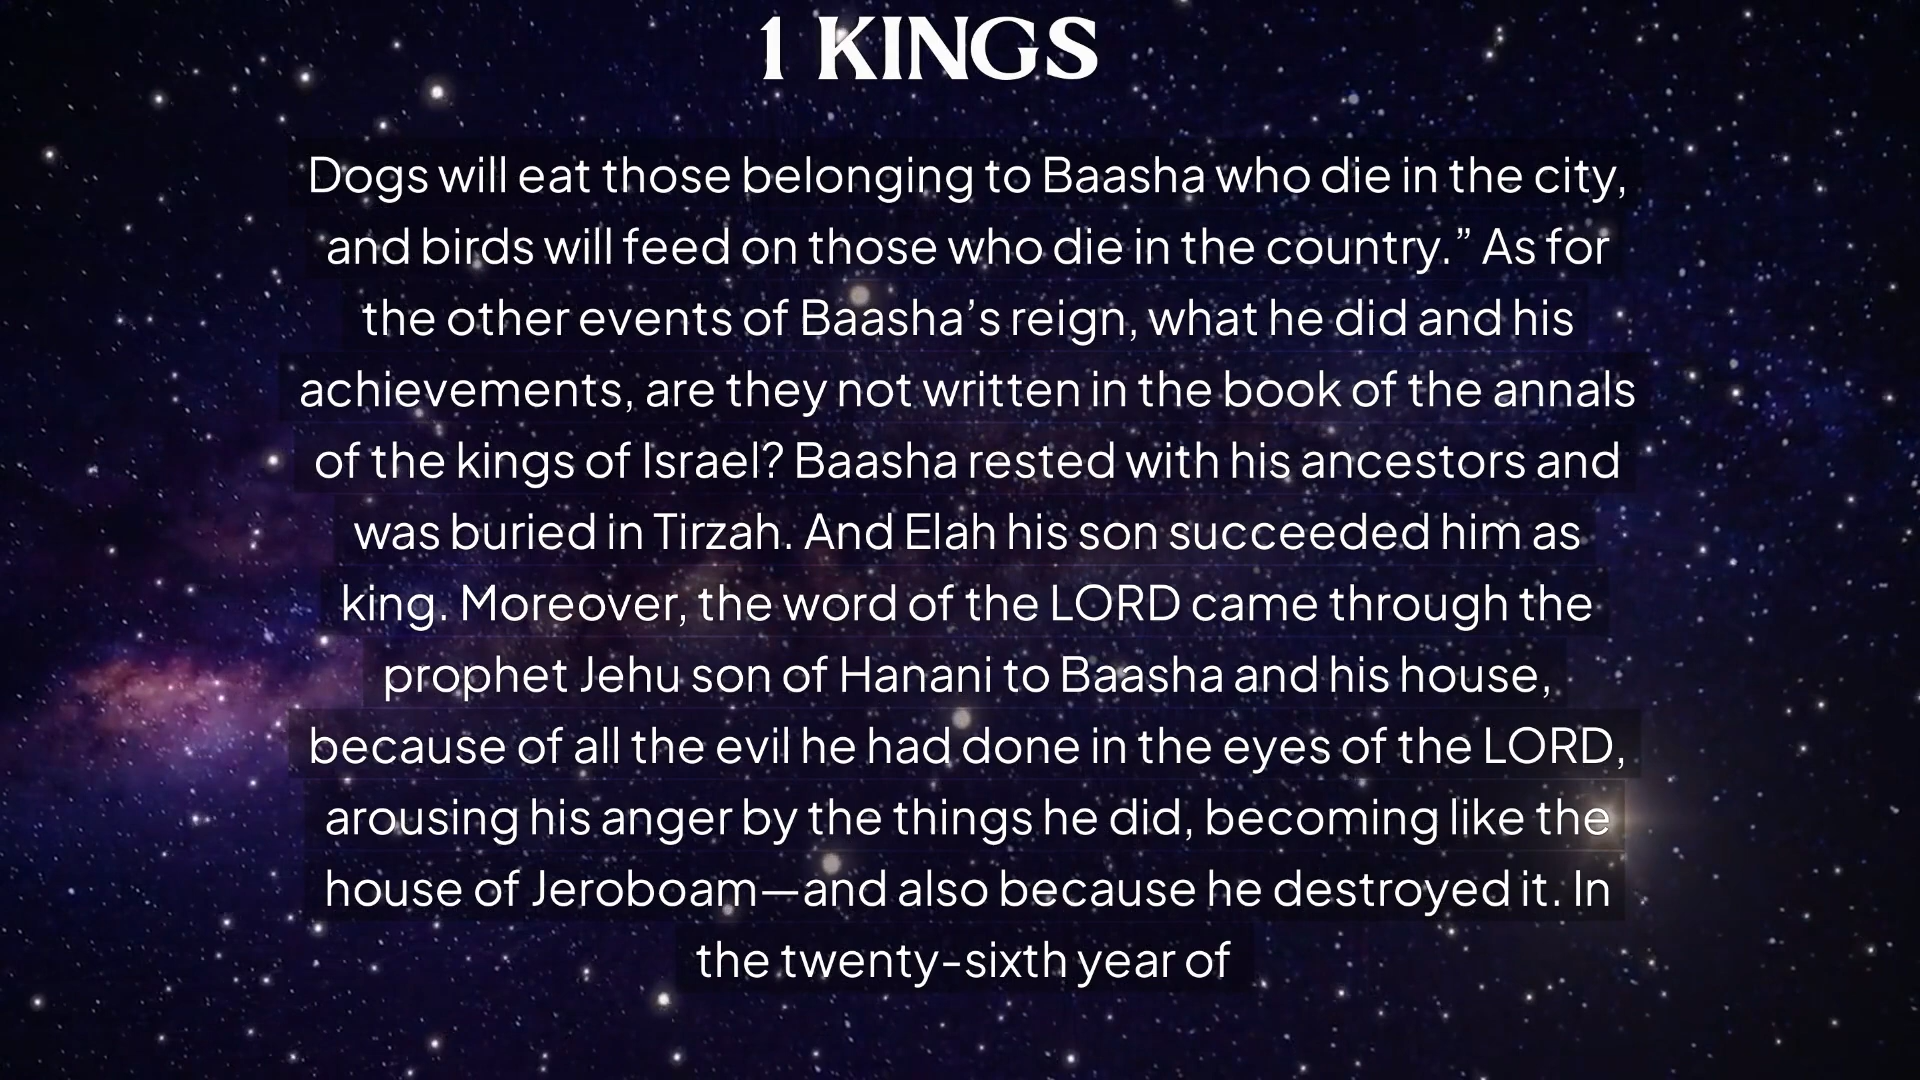 1 KINGS
Dogs will eat those belonging to Baasha who die in the city,
and birds will feed on those who die in the country.” As for
the other events of Baasha’s reign, what he did and his
achievements, are they not written in the book of the annals
of the kings of Israel? Baasha rested with his ancestors and
was buried in Tirzah. And Elah his son succeeded him as
king. Moreover, the word of the LORD came through the
prophet Jehu son of Hanani to Baasha and his house,
because of all the evil he had done in the eyes of the LORD,
arousing his anger by the things he did, becoming like the
house of Jeroboam—and also because he destroyed it. In
the twenty-sixth year of